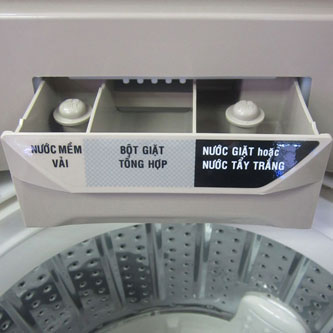 NƯỚC MỀM
VẢI
BỘT GIẶT
TỔNG HỢP
NƯỚC GIẶT hoặc
NƯỚC TẨY TRẮNG